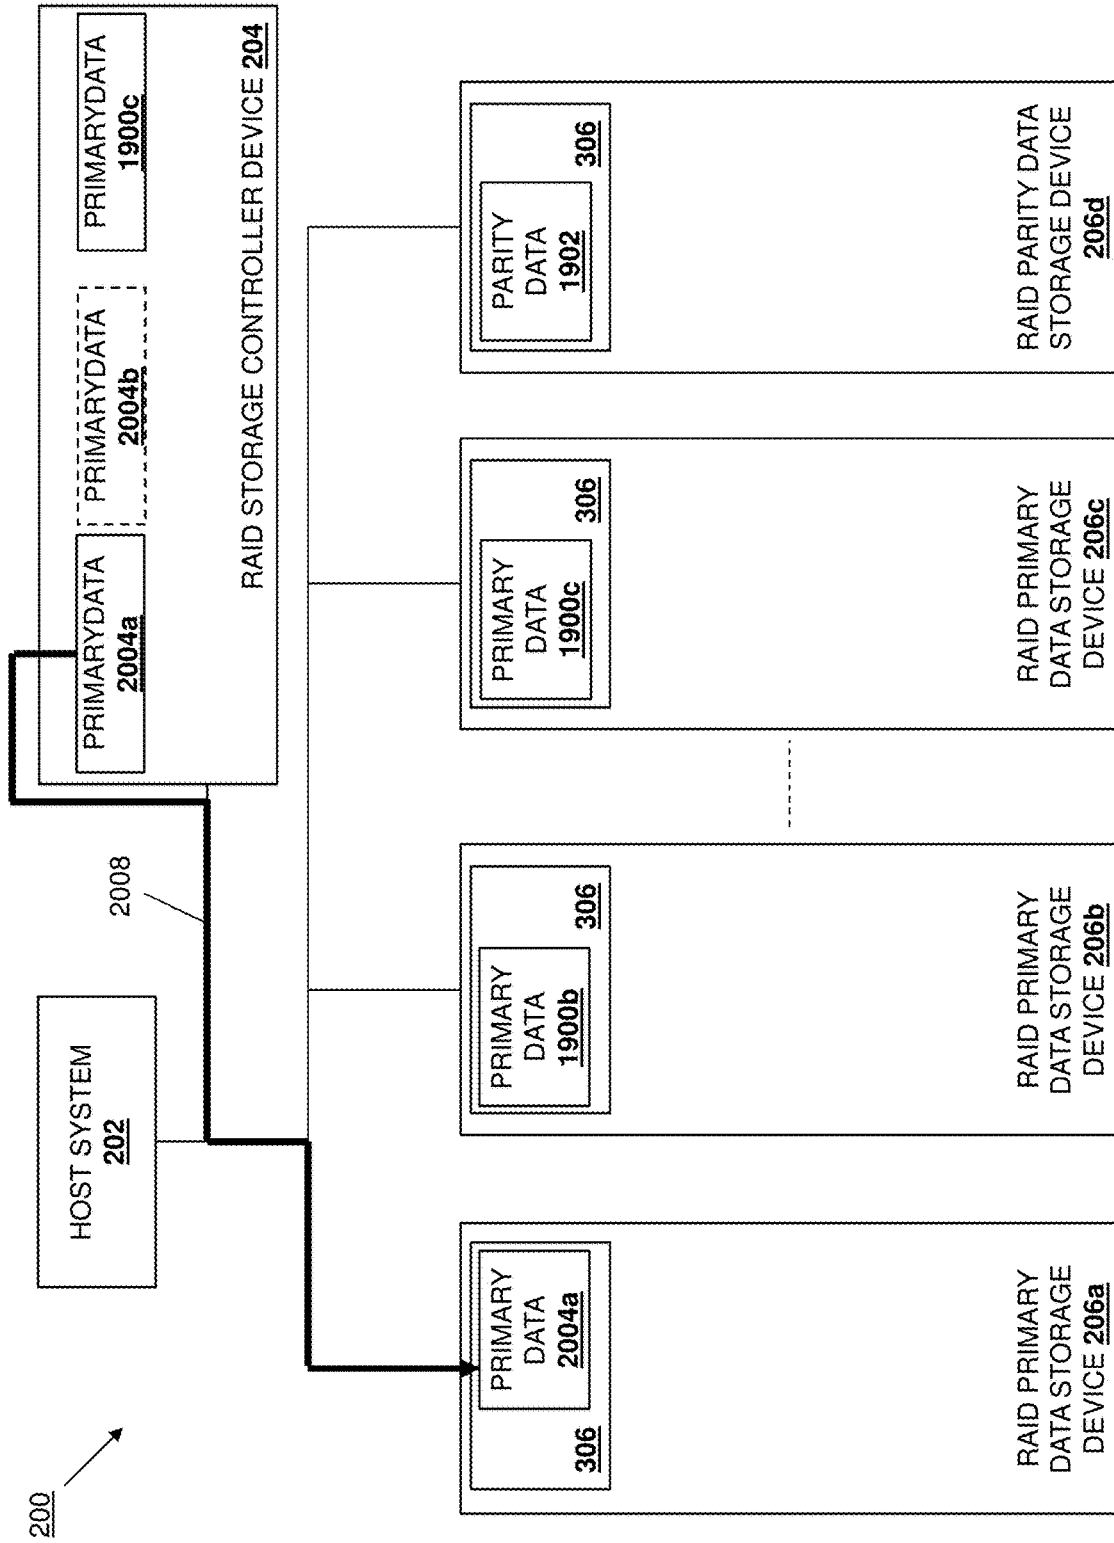 200
HOST SYSTEM
202
2008
PRIMARYDATA
2004a
PRIMARYDATA
2004b
PRIMARYDATA
1900c
RAID STORAGE CONTROLLER DEVICE 204
306
PRIMARY
DATA
2004a
RAID PRIMARY
DATA STORAGE
DEVICE 206a
PRIMARY
DATA
1900b
306
RAID PRIMARY
DATA STORAGE
DEVICE 206b
PRIMARY
DATA
1900c
306
RAID PRIMARY
DATA STORAGE
DEVICE 206c
PARITY
DATA
1902
306
RAID PARITY DATA
STORAGE DEVICE
206d